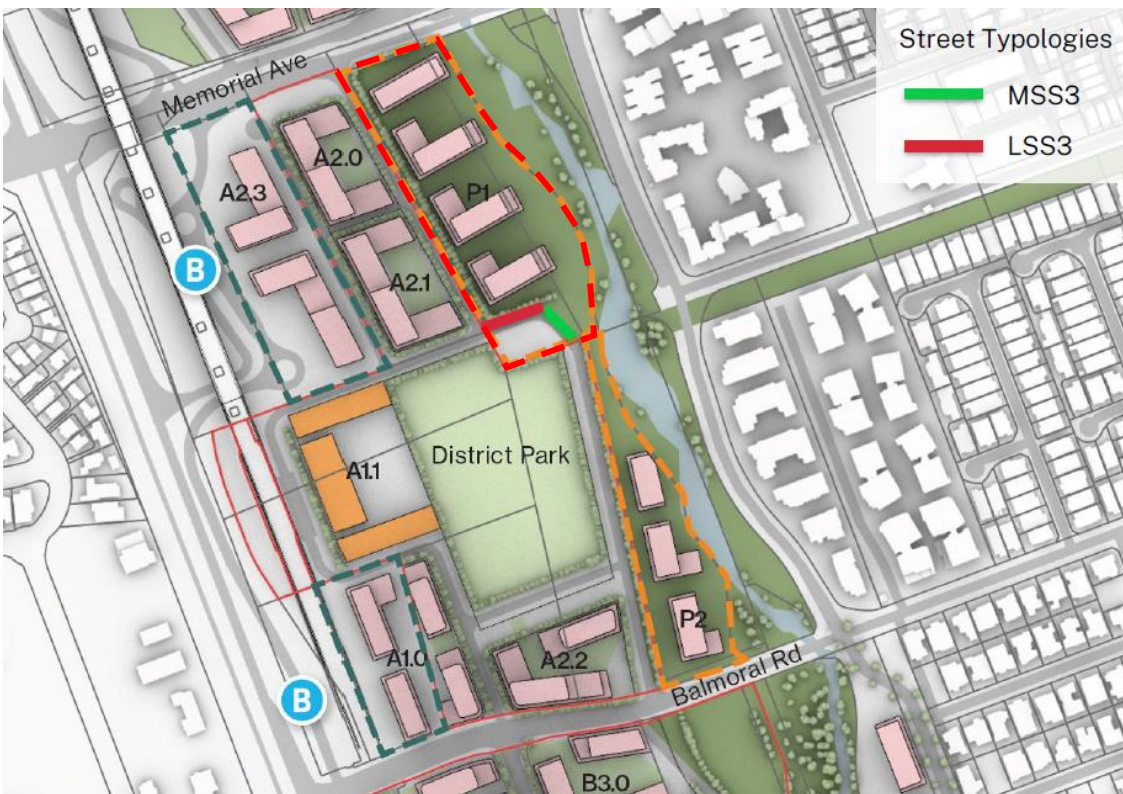 Street Typologies
MSS3
LSS3
Memorial Ave
A2.0
A2.3
P1
B
A2.1
District Park
A1.1
P2
A1.0
A2.2
Balmoral Rd
B
B3.0